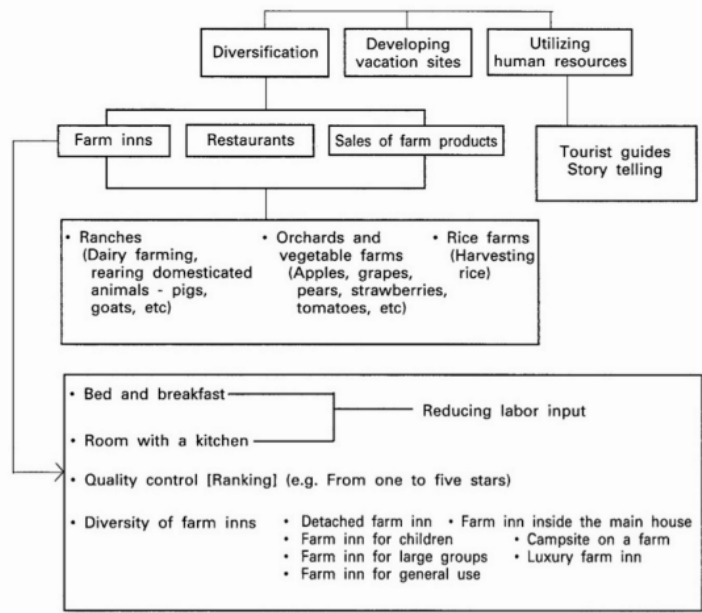 Diversification
Developing
vacation sites
Utilizing
human resources
Farm inns
Restaurants
Sales of farm products
Tourist guides
Story telling
• Ranches
(Dairy farming,
rearing domesticated
animals - pigs,
goats, etc)
• Orchards and
vegetable farms
(Apples, grapes,
pears, strawberries,
tomatoes, etc)
• Rice farms
(Harvesting
rice)
• Bed and breakfast
Reducing labor input
• Room with a kitchen
• Quality control [Ranking] (e.g. From one to five stars)
• Diversity of farm inns
• Detached farm inn • Farm inn inside the main house
• Farm inn for children • Campsite on a farm
• Farm inn for large groups • Luxury farm inn
• Farm inn for general use